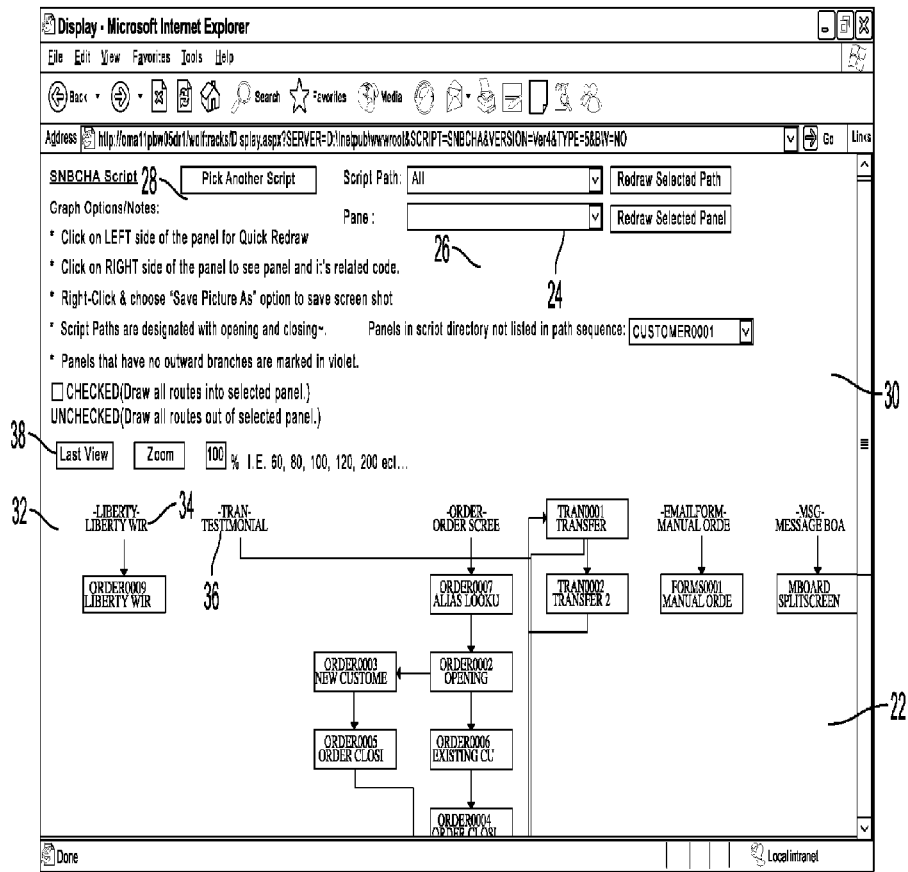 Display - Microsoft Internet Explorer
File Edit View Favorites Tools Help
Back Search Favorites Media
Address http://oma11pbw05dr1/wolftracks/D splay.aspx?SERVER=D:\Inetpub\wwwroot&SCRIPT=SNBCHA&VERSION=Ver4&TYPE=5&BW=NO Go Links
SNBCHA Script 28 Pick Another Script Script Path: All Redraw Selected Path
Graph Options/Notes: Pane : Redraw Selected Panel
* Click on LEFT side of the panel for Quick Redraw
26
* Click on RIGHT side of the panel to see panel and it's related code.
24
* Right-Click & choose "Save Picture As" option to save screen shot
* Script Paths are designated with opening and closing~. Panels in script directory not listed in path sequence: CUSTOMER0001
* Panels that have no outward branches are marked in violet.
30
CHECKED(Draw all routes into selected panel.)
UNCHECKED(Draw all routes out of selected panel.)
38
Last View Zoom 100 % I.E. 60, 80, 100, 120, 200 ect...
32 34
-LIBERTY- -TRAN- -ORDER- TRAN0001 -EMAILFORM- -MSG-
LIBERTY WIR TESTIMONIAL ORDER SCREE TRANSFER MANUAL ORDE MESSAGE BOA
36
ORDER0009 ORDER0007 TRAN0002 FORMS0001 MBOARD
LIBERTY WIR ALIAS LOOKU TRANSFER 2 MANUAL ORDE SPLITSCREEN
ORDER0003 ORDER0002
NEW CUSTOME OPENING
22
ORDER0005 ORDER0006
ORDER CLOSI EXISTING CU
ORDER0004
ORDER CLOSI
Done Local intranet